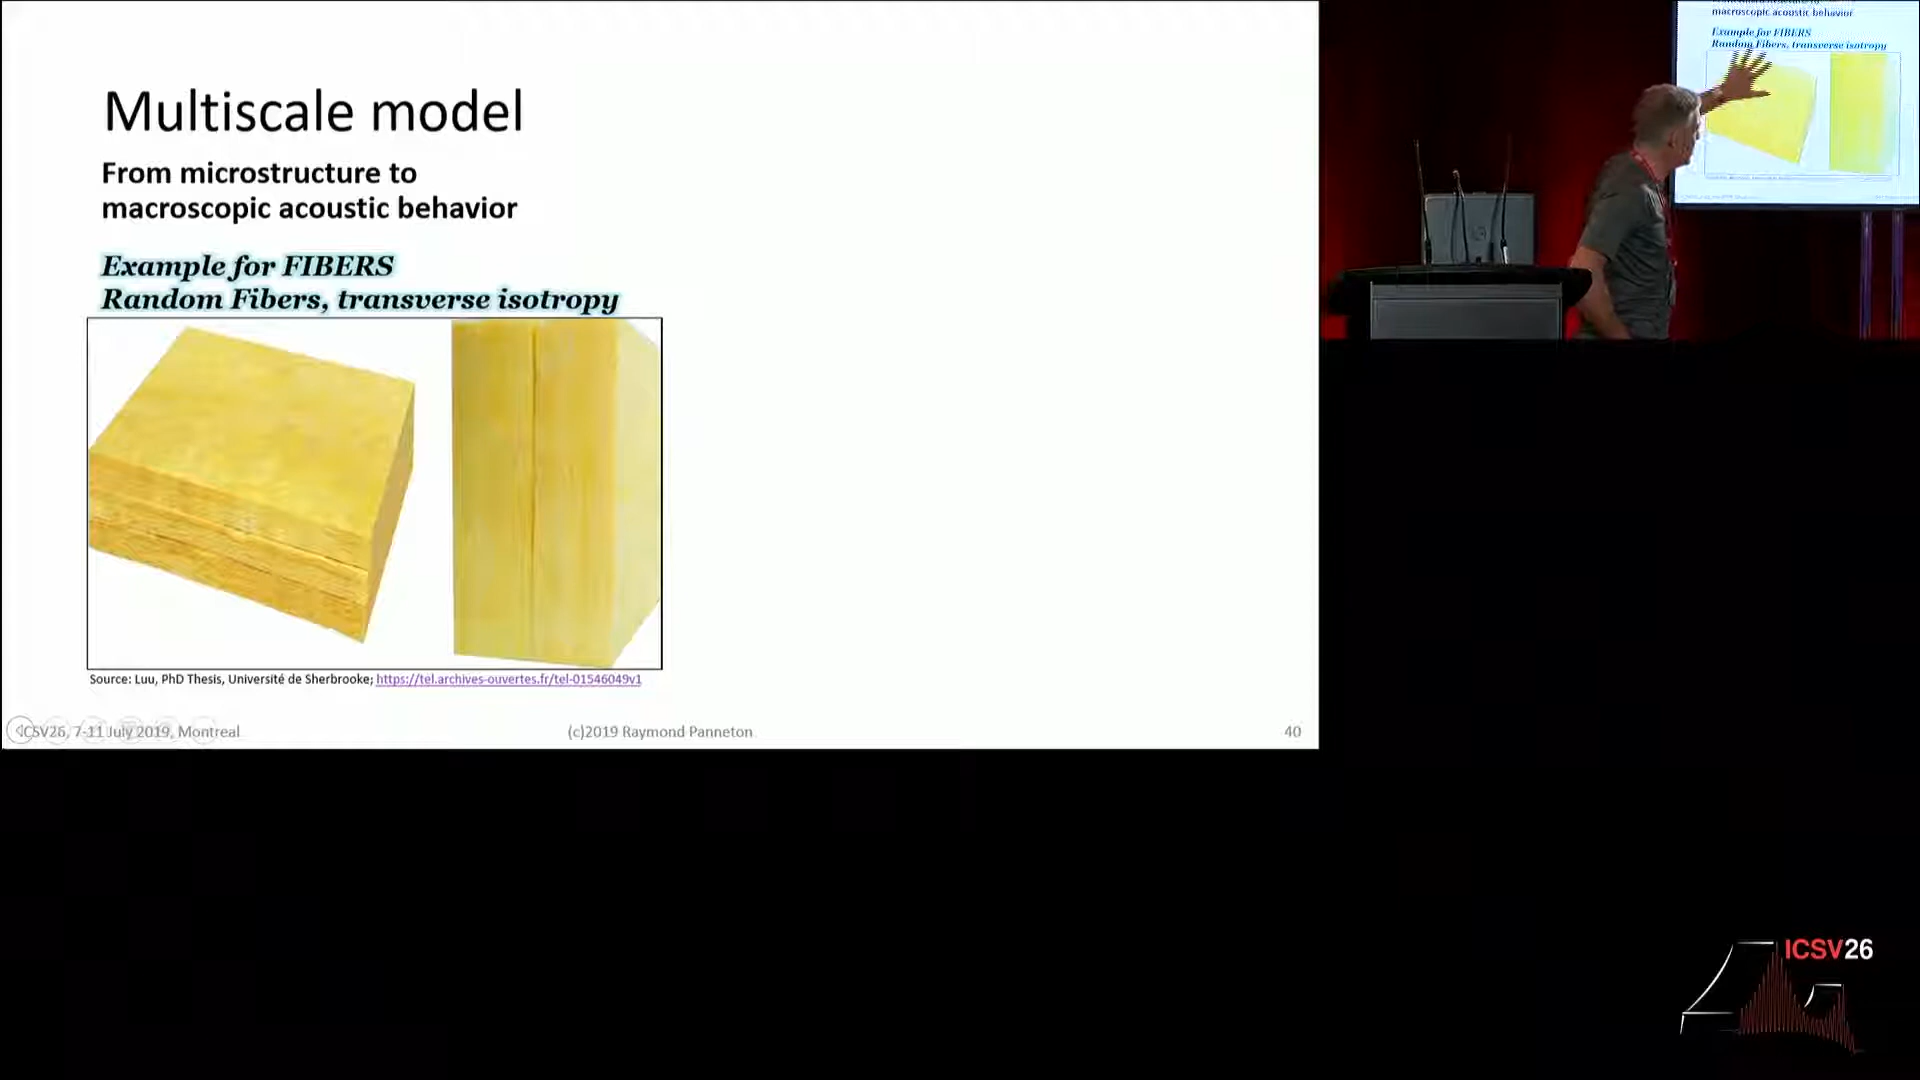 Multiscale model
From microstructure to
macroscopic acoustic behavior
Example for FIBERS
Random Fibers, transverse isotropy
Source: Luu, PhD Thesis, Université de Sherbrooke; https://tel.archives-ouvertes.fr/tel-01546049v1
ICSV26, 7-11 July 2019, Montreal
(c)2019 Raymond Panneton
40
macroscopic acoustic behavior
Example for FIBERS
Random Fibers, transverse isotropy
ICSV26